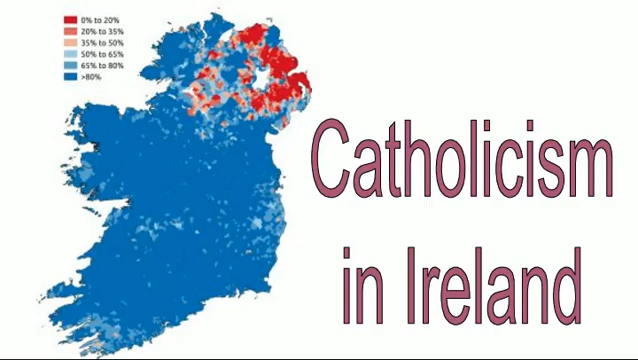 0% to 20%
20% to 35%
35% to 50%
50% to 65%
65% to 80%
>80%
Catholicism
in Ireland